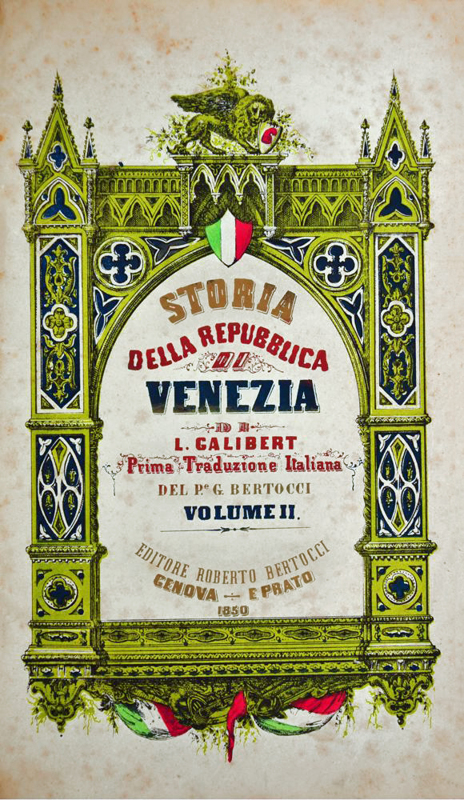 STORIA
DELLA REPUBBLICA
DI
VENEZIA
DI
L. GALIBERT
Prima Traduzione Italiana
DEL Pe G. BERTOCCI
VOLUME II.
EDITORE ROBERTO BERTOCCI
GENOVA — E PRATO
1850